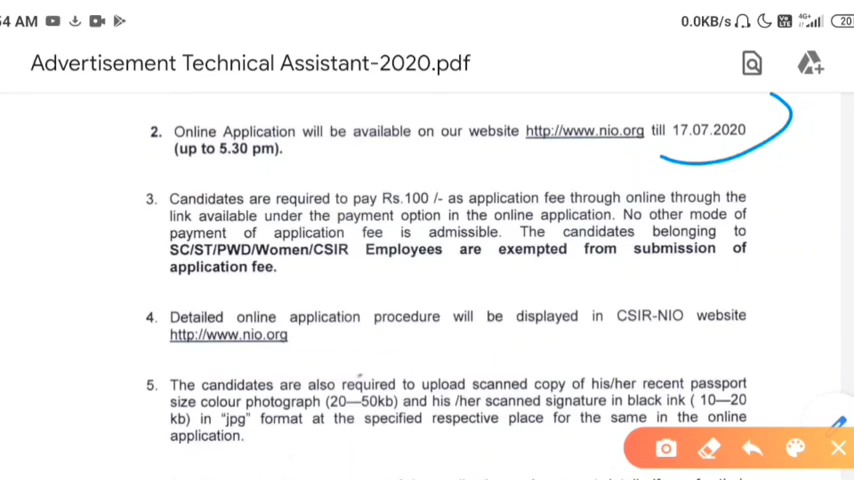 54 AM 0.0KB/s Vo LTE 4G+ 20
Advertisement Technical Assistant-2020.pdf
2. Online Application will be available on our website http://www.nio.org till 17.07.2020
(up to 5.30 pm).
3. Candidates are required to pay Rs.100 /- as application fee through online through the
link available under the payment option in the online application. No other mode of
payment of application fee is admissible. The candidates belonging to
SC/ST/PWD/Women/CSIR Employees are exempted from submission of
application fee.
4. Detailed online application procedure will be displayed in CSIR-NIO website
http://www.nio.org
5. The candidates are also required to upload scanned copy of his/her recent passport
size colour photograph (20—50kb) and his /her scanned signature in black ink ( 10—20
kb) in “jpg” format at the specified respective place for the same in the online
application.